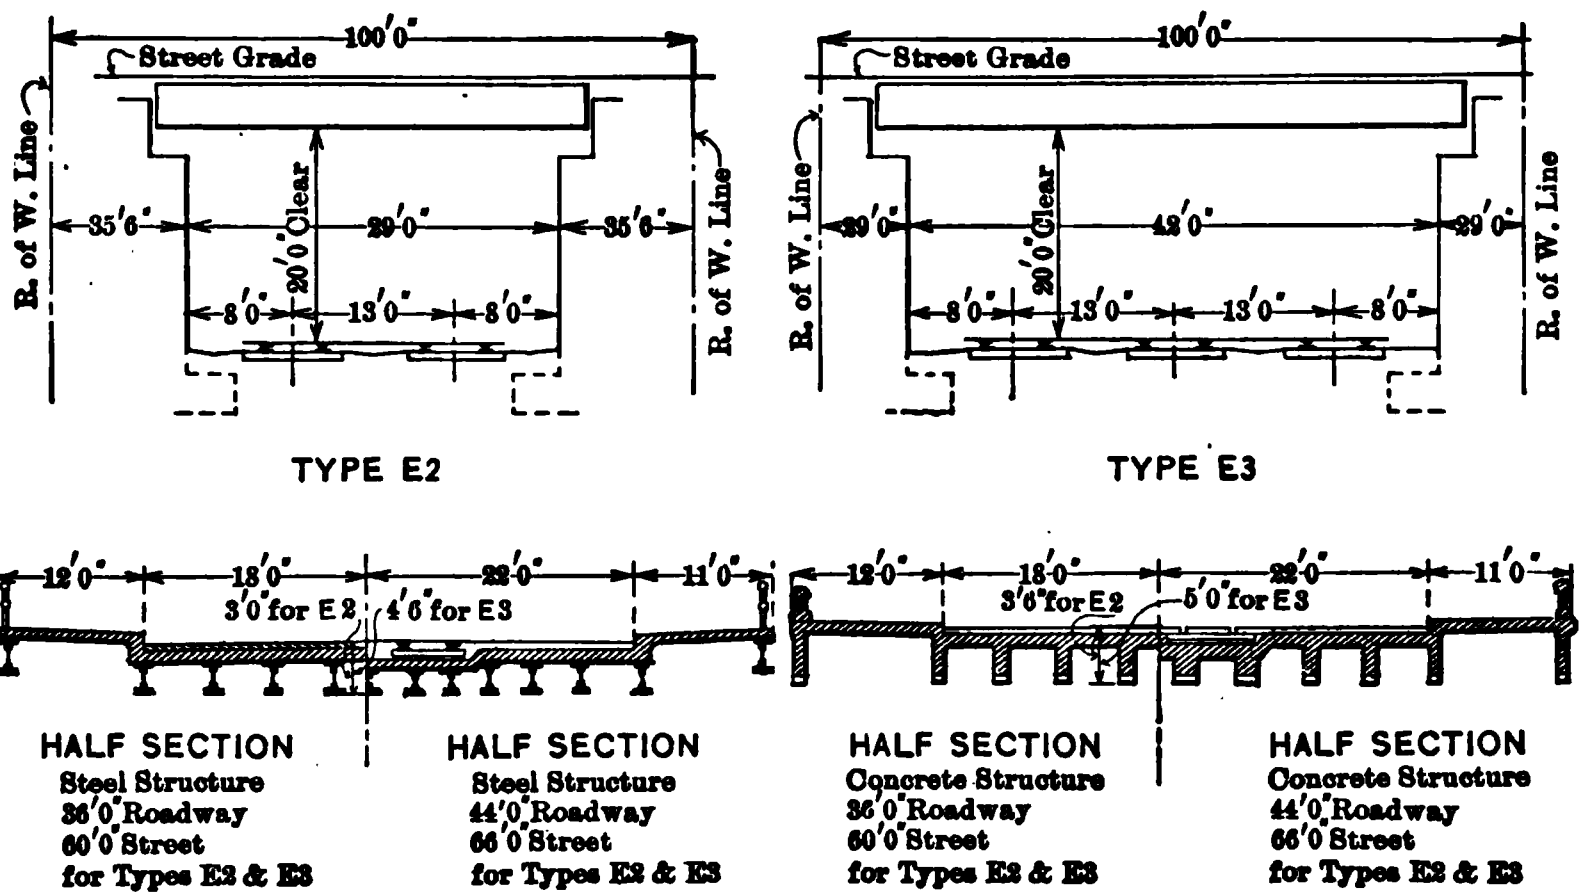 100'0"
Street Grade
R. of W. Line
35'6"
29'0"
35'6"
20'0" Clear
8'0"
13'0"
8'0"
R. of W. Line
TYPE E2
100'0"
Street Grade
R. of W. Line
29'0"
42'0"
29'0"
20'0" Clear
8'0"
13'0"
13'0"
8'0"
R. of W. Line
TYPE E3
12'0"
18'0"
22'0"
11'0"
3'0" for E2
4'6" for E3
HALF SECTION
Steel Structure
36'0" Roadway
60'0" Street
for Types E2 & E3
HALF SECTION
Steel Structure
44'0" Roadway
66'0" Street
for Types E2 & E3
12'0"
18'0"
22'0"
11'0"
3'6" for E2
5'0" for E3
HALF SECTION
Concrete Structure
36'0" Roadway
60'0" Street
for Types E2 & E3
HALF SECTION
Concrete Structure
44'0" Roadway
66'0" Street
for Types E2 & E3